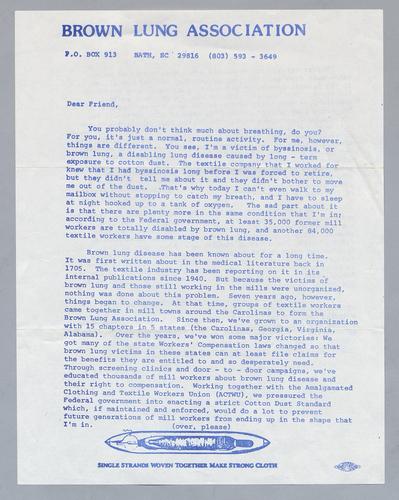 BROWN LUNG ASSOCIATION
P.O. BOX 913 BATH, SC 29816 (803) 593 - 3649
Dear Friend,
You probably don't think much about breathing, do you?
For you, it's just a normal, routine activity. For me, however,
things are different. You see, I'm a victim of byssinosis, or
brown lung, a disabling lung disease caused by long - term
exposure to cotton dust. The textile company that I worked for
knew that I had byssinosis long before I was forced to retire,
but they didn't tell me about it and they didn't bother to move
me out of the dust. .That's why today I can't even walk to my
mailbox without stopping to catch my breath, and I have to sleep
at night hooked up to a tank of oxygen. The sad part about it
is that there are plenty more in the same condition that I'm in;
according to the Federal government, at least 35,000 former mill
workers are totally disabled by brown lung, and another 84,000
textile workers have some stage of this disease.
Brown lung disease has been known about for a long time.
It was first written about in the medical literature back in
1705. The textile industry has been reporting on it in its
internal publications since 1940. But because the victims of
brown lung and those still working in the mills were unorganized,
nothing was done about this problem. Seven years ago, however,
things began to change. At that time, groups of textile workers
came together in mill towns around the Carolinas to form the
Brown Lung Association. Since then, we've grown to an organization
with 15 chapters in 5 states (the Carolinas, Georgia, Virginia,
Alabama). Over the years, we've won some major victories: We
got many of the state Workers' Compensation laws changed so that
brown lung victims in these states can at least file claims for
the benefits they are entitled to and so desperately need.
Through screening clinics and door - to - door campaigns, we've
educated thousands of mill workers about brown lung disease and
their right to compensation. Working together with the Amalgamated
Clothing and Textile Workers Union (ACTWU), we pressured the
Federal government into enacting a strict Cotton Dust Standard
which, if maintained and enforced, would do a lot to prevent
future generations of mill workers from ending up in the shape that
I'm in. (over, please)
SINGLE STRANDS WOVEN TOGETHER MAKE STRONG CLOTH